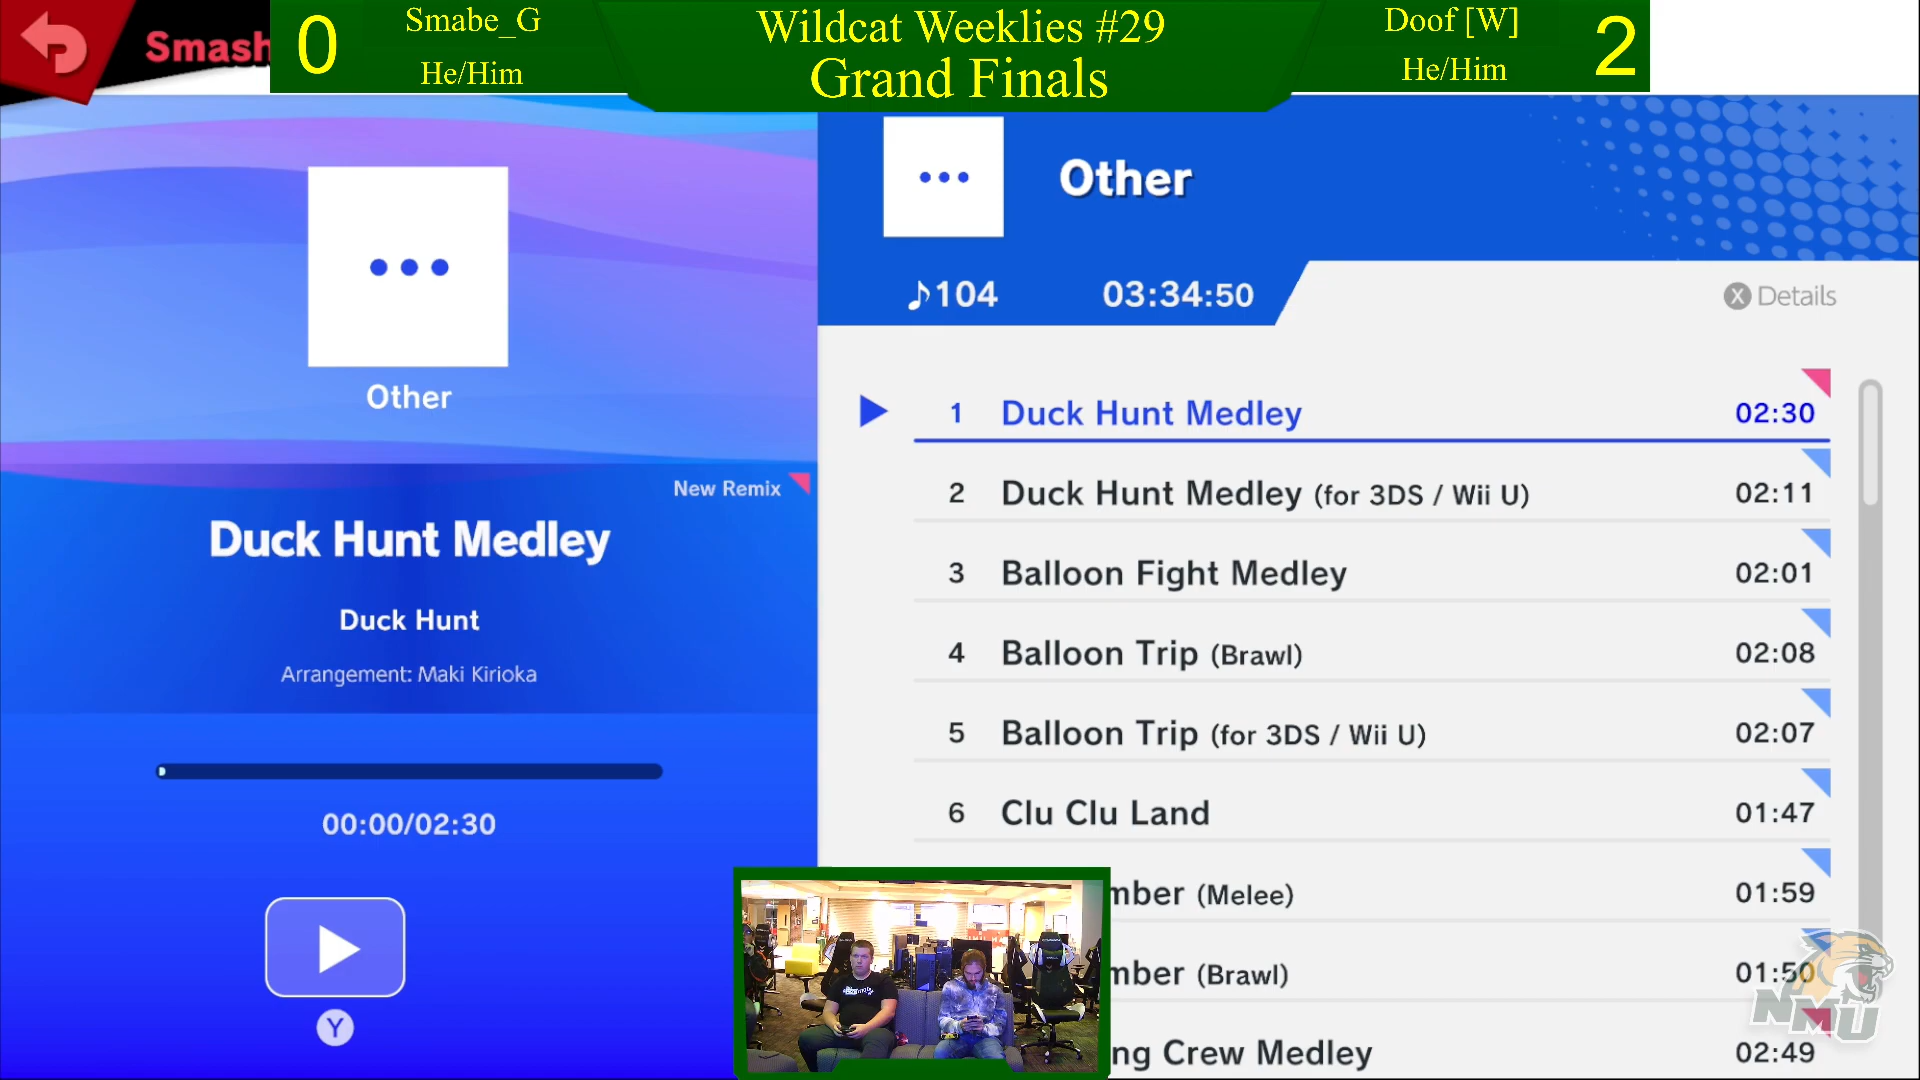 Smash
0
Smabe_G
He/Him
Wildcat Weeklies #29
Grand Finals
Doof [W]
He/Him
2
Other
New Remix
Duck Hunt Medley
Duck Hunt
Arrangement: Maki Kirioka
00:00/02:30
Y
Other
♪104
03:34:50
X Details
1 Duck Hunt Medley 02:30
2 Duck Hunt Medley (for 3DS / Wii U) 02:11
3 Balloon Fight Medley 02:01
4 Balloon Trip (Brawl) 02:08
5 Balloon Trip (for 3DS / Wii U) 02:07
6 Clu Clu Land 01:47
mber (Melee) 01:59
mber (Brawl) 01:50
ng Crew Medley 02:49
NMU